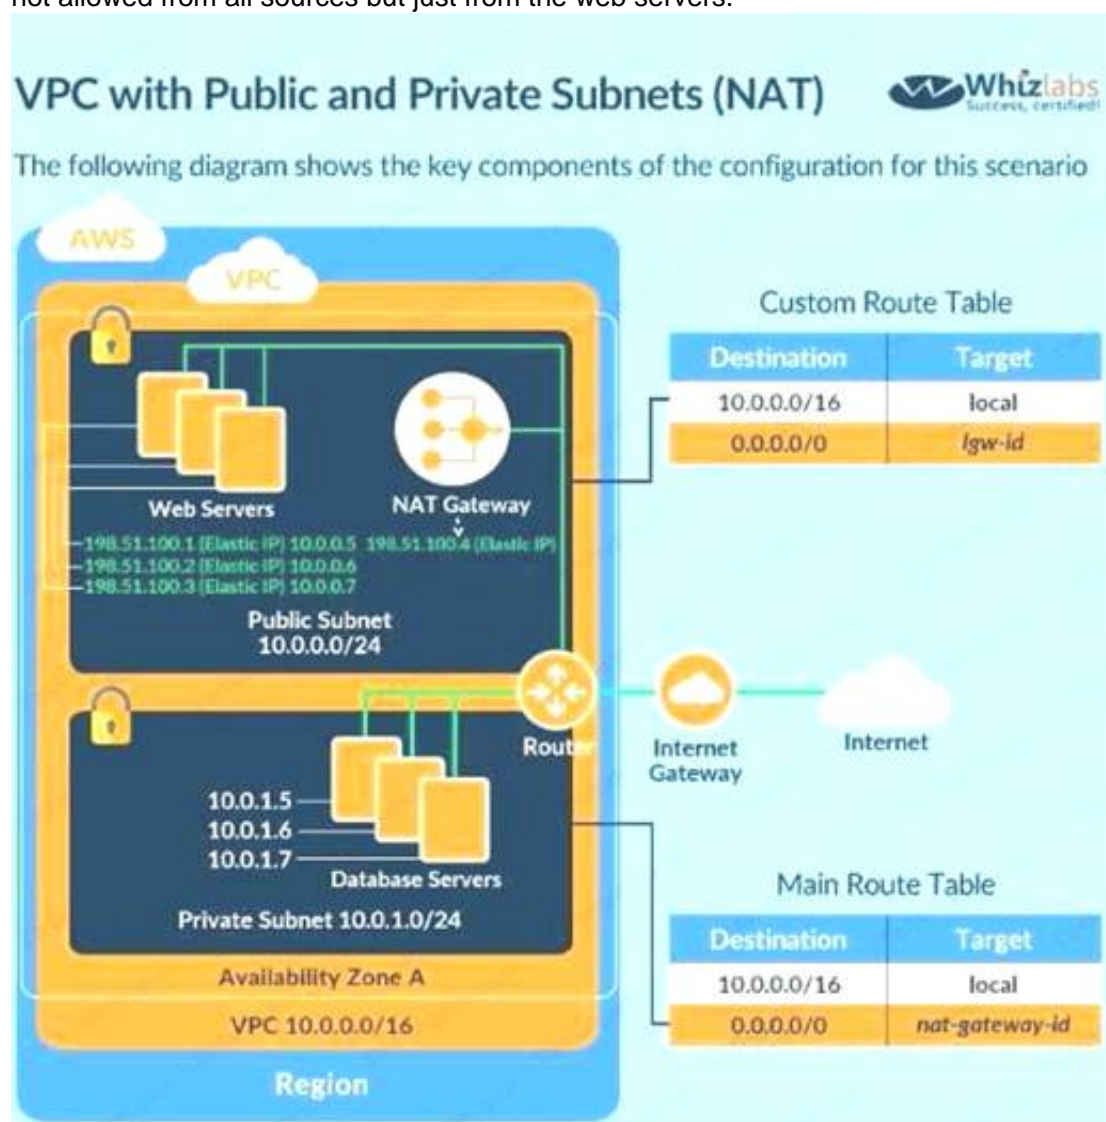 not allowed from all sources but just from the web servers.
VPC with Public and Private Subnets (NAT)
Whizlabs
Success, certified!
The following diagram shows the key components of the configuration for this scenario
AWS
VPC
Custom Route Table
Destination Target
10.0.0.0/16 local
0.0.0.0/0 Igw-id
Web Servers
NAT Gateway
198.51.100.1 (Elastic IP) 10.0.0.5 198.51.100.4 (Elastic IP)
198.51.100.2 (Elastic IP) 10.0.0.6
198.51.100.3 (Elastic IP) 10.0.0.7
Public Subnet
10.0.0.0/24
Router
Internet
Gateway
Internet
10.0.1.5
10.0.1.6
10.0.1.7
Database Servers
Private Subnet 10.0.1.0/24
Main Route Table
Destination Target
10.0.0.0/16 local
0.0.0.0/0 nat-gateway-id
Availability Zone A
VPC 10.0.0.0/16
Region